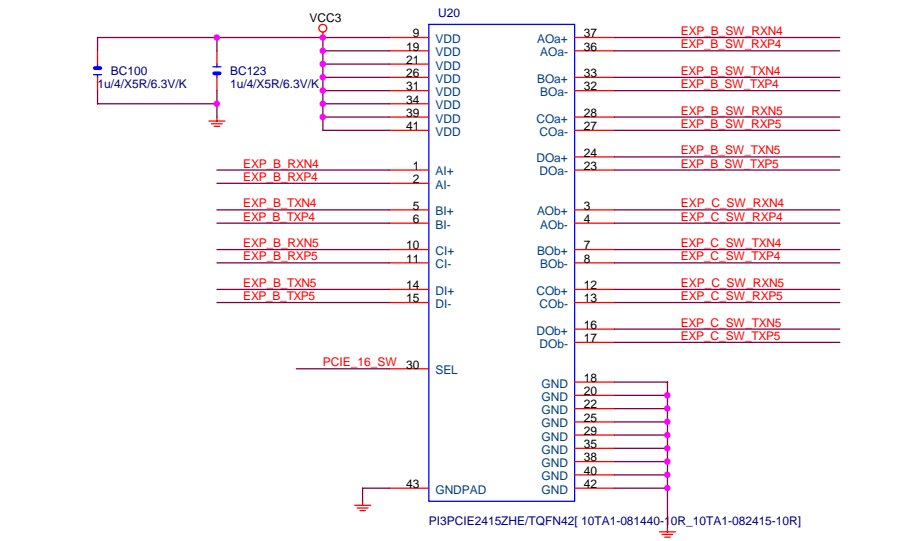 U20
VCC3
BC100
1u/4/X5R/6.3V/K
BC123
1u/4/X5R/6.3V/K
9 VDD
19 VDD
21 VDD
26 VDD
31 VDD
34 VDD
39 VDD
41 VDD
EXP_B_RXN4 1 AI+
EXP_B_RXP4 2 AI-
EXP_B_TXN4 5 BI+
EXP_B_TXP4 6 BI-
EXP_B_RXN5 10 CI+
EXP_B_RXP5 11 CI-
EXP_B_TXN5 14 DI+
EXP_B_TXP5 15 DI-
PCIE_16_SW 30 SEL
43 GNDPAD
AOa+ 37 EXP_B_SW_RXN4
AOa- 36 EXP_B_SW_RXP4
BOa+ 33 EXP_B_SW_TXN4
BOa- 32 EXP_B_SW_TXP4
COa+ 28 EXP_B_SW_RXN5
COa- 27 EXP_B_SW_RXP5
DOa+ 24 EXP_B_SW_TXN5
DOa- 23 EXP_B_SW_TXP5
AOb+ 3 EXP_C_SW_RXN4
AOb- 4 EXP_C_SW_RXP4
BOb+ 7 EXP_C_SW_TXN4
BOb- 8 EXP_C_SW_TXP4
COb+ 12 EXP_C_SW_RXN5
COb- 13 EXP_C_SW_RXP5
DOb+ 16 EXP_C_SW_TXN5
DOb- 17 EXP_C_SW_TXP5
GND 18
GND 20
GND 22
GND 25
GND 29
GND 35
GND 38
GND 40
GND 42
PI3PCIE2415ZHE/TQFN42[ 10TA1-081440-10R_10TA1-082415-10R]